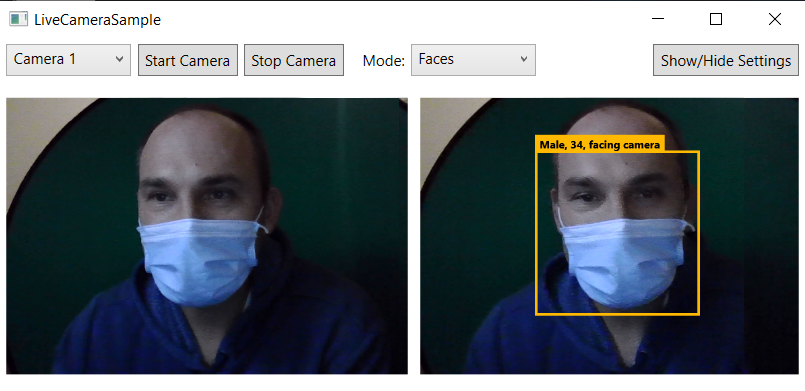 LiveCameraSample
Camera 1 Start Camera Stop Camera Mode: Faces Show/Hide Settings
Male, 34, facing camera